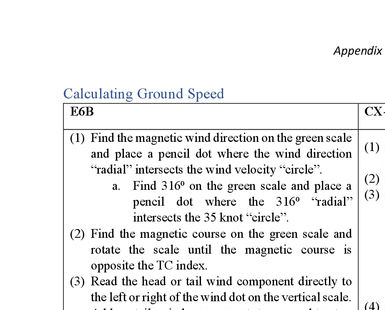 Appendix
Calculating Ground Speed
E6B
CX-
(1) Find the magnetic wind direction on the green scale
and place a pencil dot where the wind direction
“radial” intersects the wind velocity “circle”.
(1)
a. Find 316º on the green scale and place a
pencil dot where the 316º “radial”
intersects the 35 knot “circle”.
(2)
(3)
(2) Find the magnetic course on the green scale and
rotate the scale until the magnetic course is
opposite the TC index.
(3) Read the head or tail wind component directly to
the left or right of the wind dot on the vertical scale.
(4)